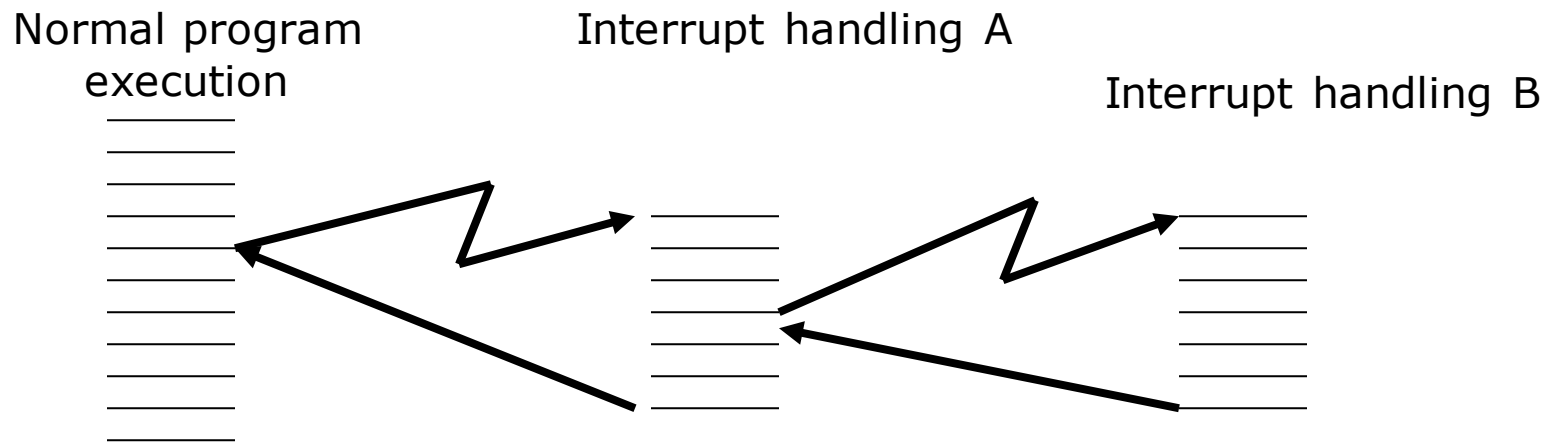 Normal program
execution
Interrupt handling A
Interrupt handling B